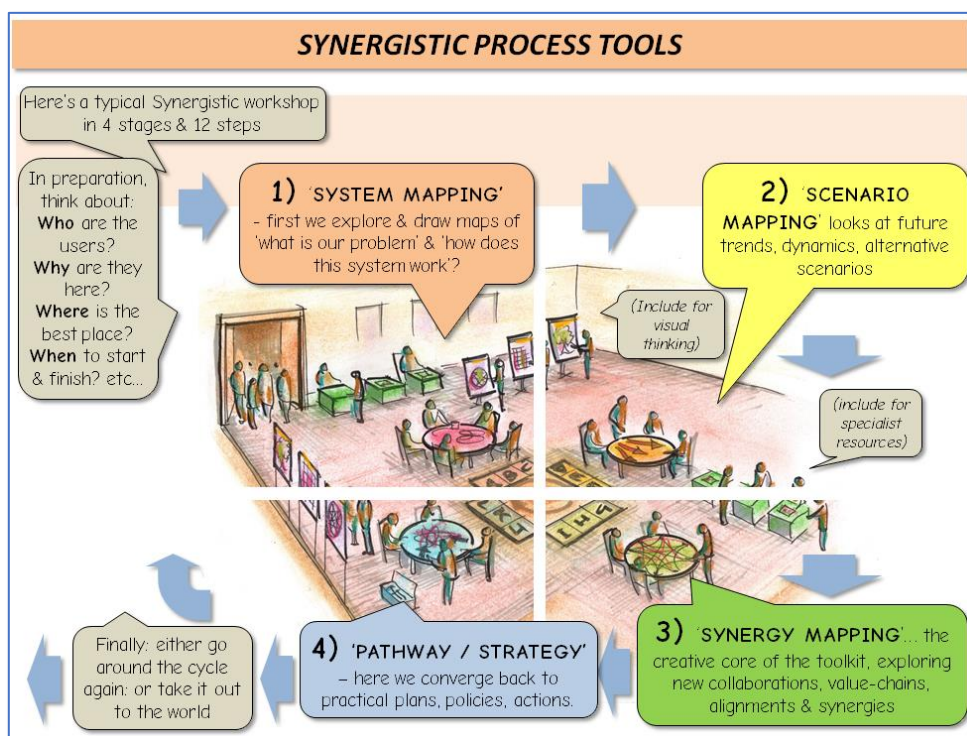 SYNERGISTIC PROCESS TOOLS
Here's a typical Synergistic workshop
in 4 stages & 12 steps
In preparation,
think about:
Who are the
users?
Why are they
here?
Where is the
best place?
When to start
& finish? etc...
1) 'SYSTEM MAPPING'
- first we explore & draw maps of
'what is our problem' & 'how does
this system work'?
2) 'SCENARIO
MAPPING' looks at future
trends, dynamics, alternative
scenarios
(Include for
visual
thinking)
(include for
specialist
resources)
3) 'SYNERGY MAPPING'... the
creative core of the toolkit, exploring
new collaborations, value-chains,
alignments & synergies
4) 'PATHWAY / STRATEGY'
– here we converge back to
practical plans, policies, actions.
Finally: either go
around the cycle
again: or take it out
to the world